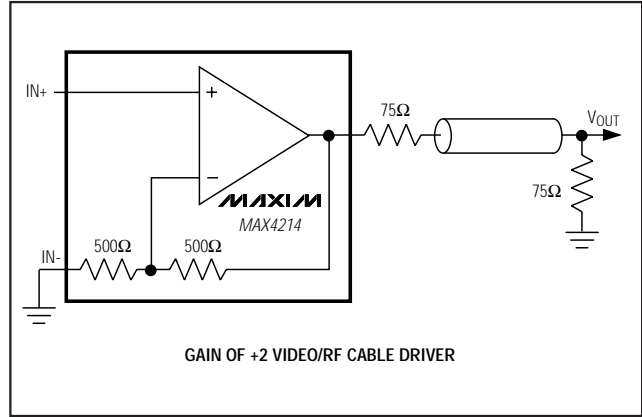 IN+
+
75Ω
VOUT
−
75Ω
MAXIM
MAX4214
500Ω
500Ω
IN-
GAIN OF +2 VIDEO/RF CABLE DRIVER